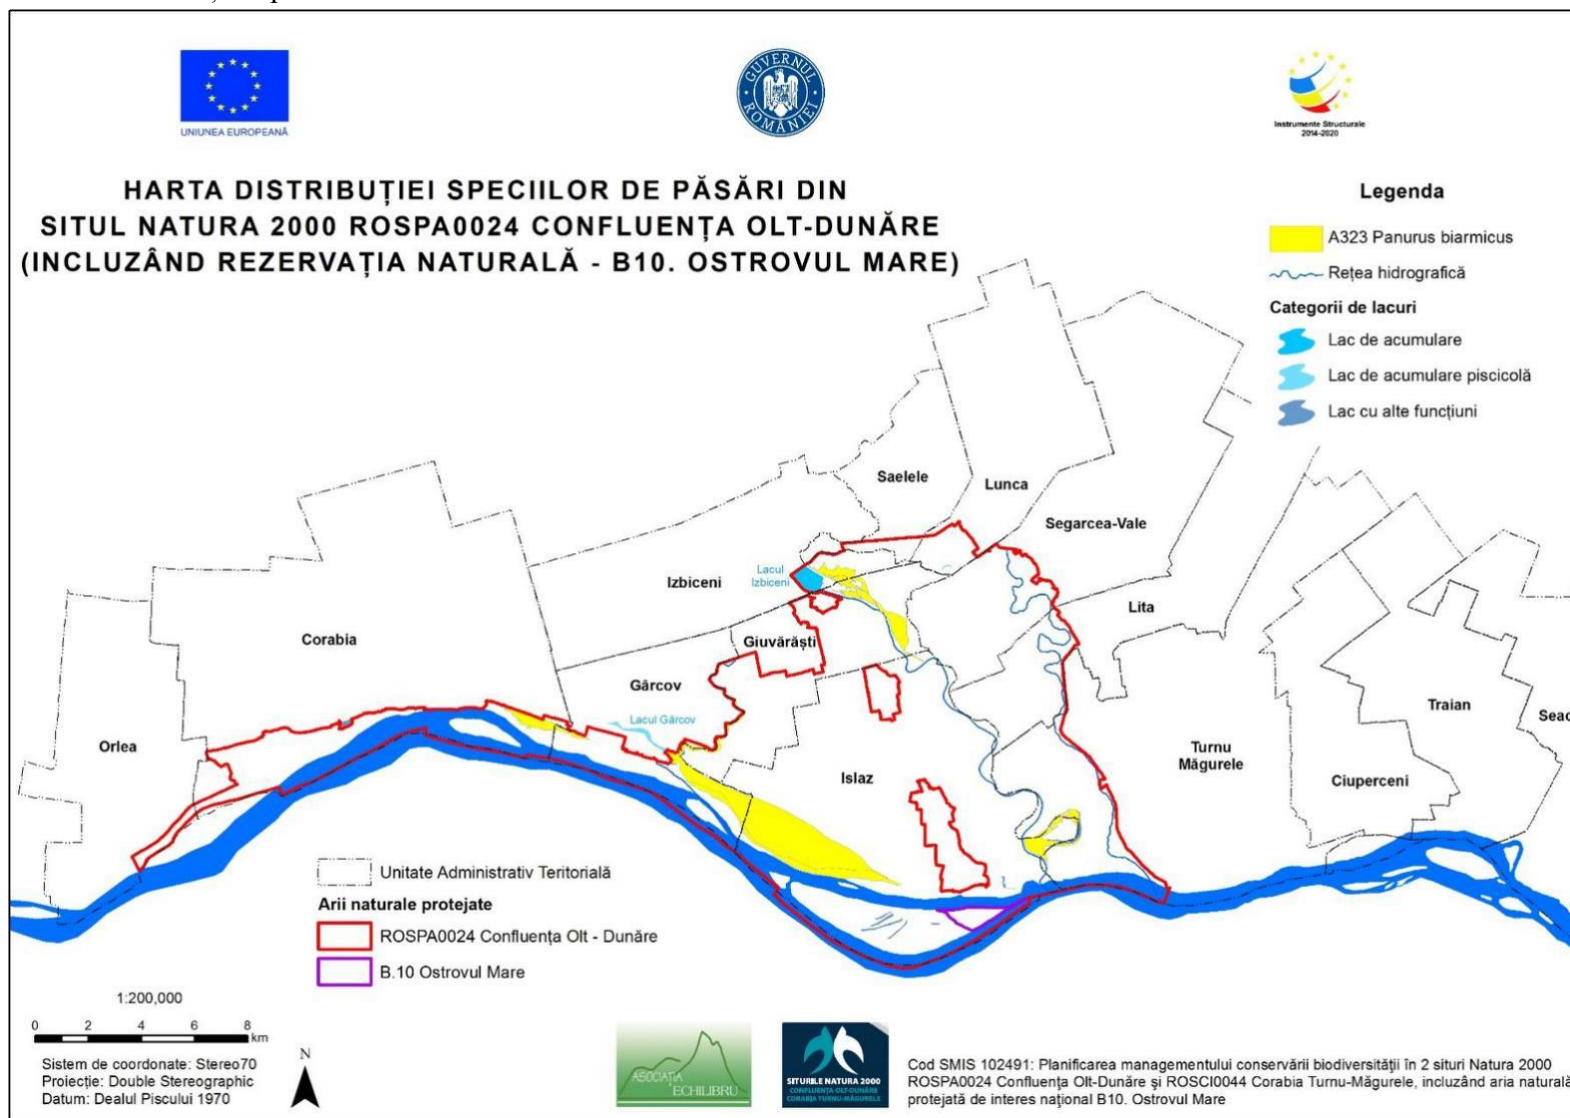 UNIUNEA EUROPEANĂ
GUVERNUL ROMÂNIEI
Instrumente Structurale
2014-2020
HARTA DISTRIBUȚIEI SPECIILOR DE PĂSĂRI DIN
SITUL NATURA 2000 ROSPA0024 CONFLUENȚA OLT-DUNĂRE
(INCLUZÂND REZERVAȚIA NATURALĂ - B10. OSTROVUL MARE)
Legenda
A323 Panurus biarmicus
Rețea hidrografică
Categorii de lacuri
Lac de acumulare
Lac de acumulare piscicolă
Lac cu alte funcțiuni
Saelele
Lunca
Segarcea-Vale
Izbiceni
Lacul
Izbiceni
Lita
Corabia
Giuvărăști
Gârcov
Lacul Gârcov
Traian
Seac
Orlea
Turnu
Măgurele
Islaz
Ciuperceni
Unitate Administrativ Teritorială
Arii naturale protejate
ROSPA0024 Confluența Olt - Dunăre
B.10 Ostrovul Mare
1:200,000
0 2 4 6 8
km
N
Sistem de coordonate: Stereo70
Proiecție: Double Stereographic
Datum: Dealul Piscului 1970
ASOCIAȚIA
ECHILIBRU
SITURILE NATURA 2000
CONFLUENȚA OLT-DUNĂRE
CORABIA TURNU-MĂGURELE
Cod SMIS 102491: Planificarea managementului conservării biodiversității în 2 situri Natura 2000
ROSPA0024 Confluența Olt-Dunăre și ROSCI0044 Corabia Turnu-Măgurele, incluzând aria naturală
protejată de interes național B10. Ostrovul Mare